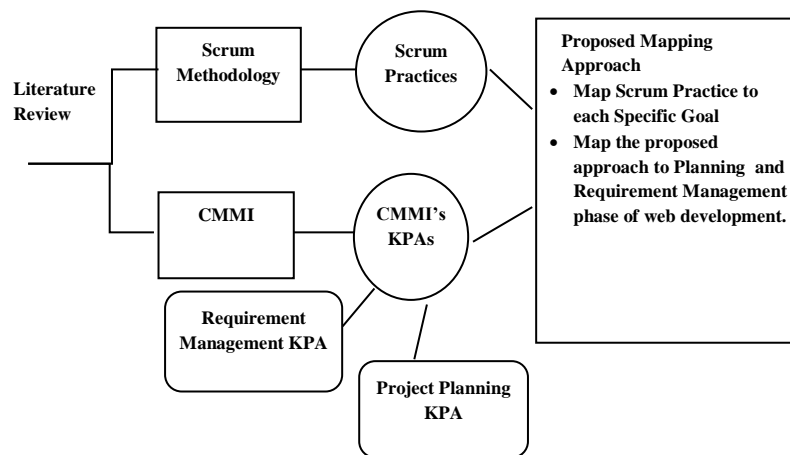 Literature
Review
Scrum
Methodology
Scrum
Practices
CMMI
CMMI’s
KPAs
Requirement
Management KPA
Project Planning
KPA
Proposed Mapping
Approach
• Map Scrum Practice to
each Specific Goal
• Map the proposed
approach to Planning and
Requirement Management
phase of web development.